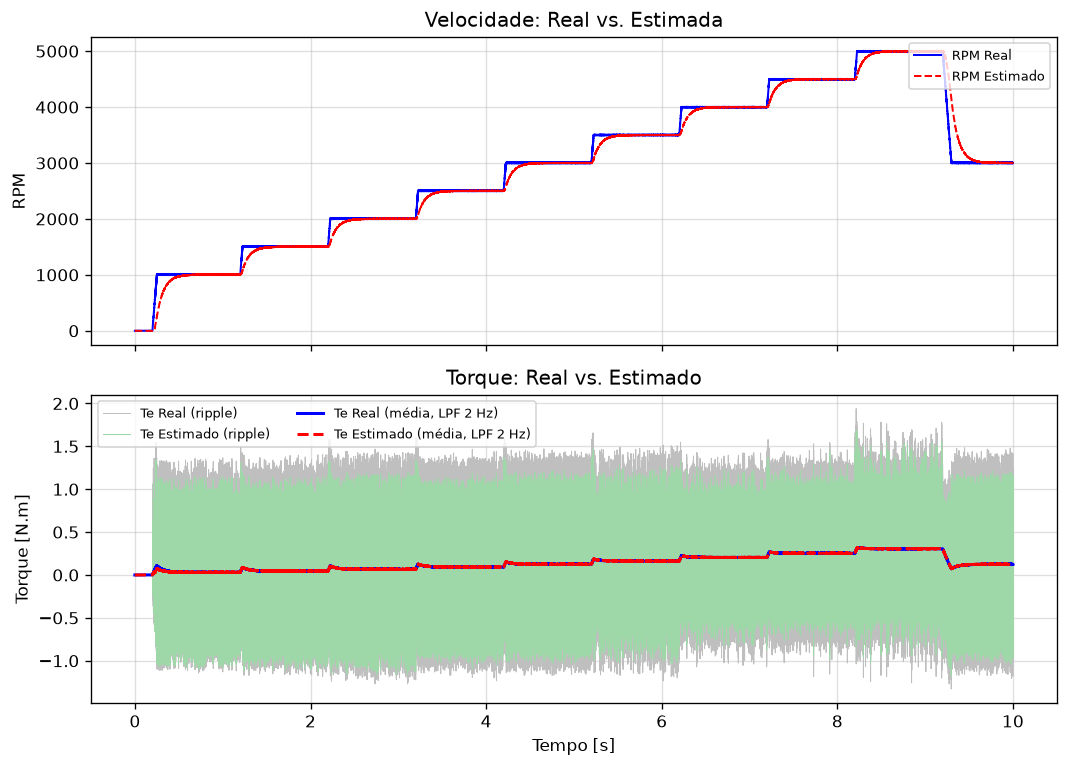 Velocidade: Real vs. Estimada
RPM
5000
4000
3000
2000
1000
0
RPM Real
RPM Estimado
Torque: Real vs. Estimado
Torque [N.m]
2.0
1.5
1.0
0.5
0.0
−0.5
−1.0
Te Real (ripple)
Te Estimado (ripple)
Te Real (média, LPF 2 Hz)
Te Estimado (média, LPF 2 Hz)
0 2 4 6 8 10
Tempo [s]